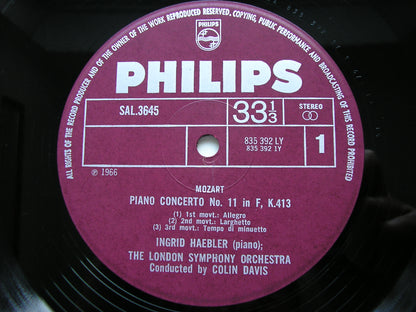 ALL RIGHTS OF THE RECORD PRODUCER AND OF THE OWNER OF THE WORK REPRODUCED RESERVED, COPYING, PUBLIC PERFORMANCE AND BROADCASTING OF THIS RECORD PROHIBITED
PHILIPS
PHILIPS
SAL.3645
33 1/3
STEREO
835 392 LY
835 392 1Y
1
℗ 1966
MOZART
PIANO CONCERTO No. 11 in F, K.413
(1) 1st movt.: Allegro
(2) 2nd movt.: Larghetto
(3) 3rd movt.: Tempo di minuetto
INGRID HAEBLER (piano);
THE LONDON SYMPHONY ORCHESTRA
Conducted by COLIN DAVIS